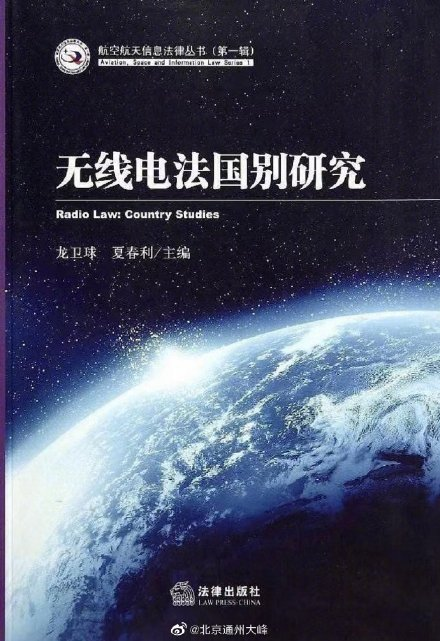 航空航天信息法律丛书（第一辑）
Aviation, Space and Information Law Series 1
无线电法国别研究
Radio Law: Country Studies
龙卫球 夏春利/主编
法律出版社
LAW PRESS·CHINA
@北京通州大峰